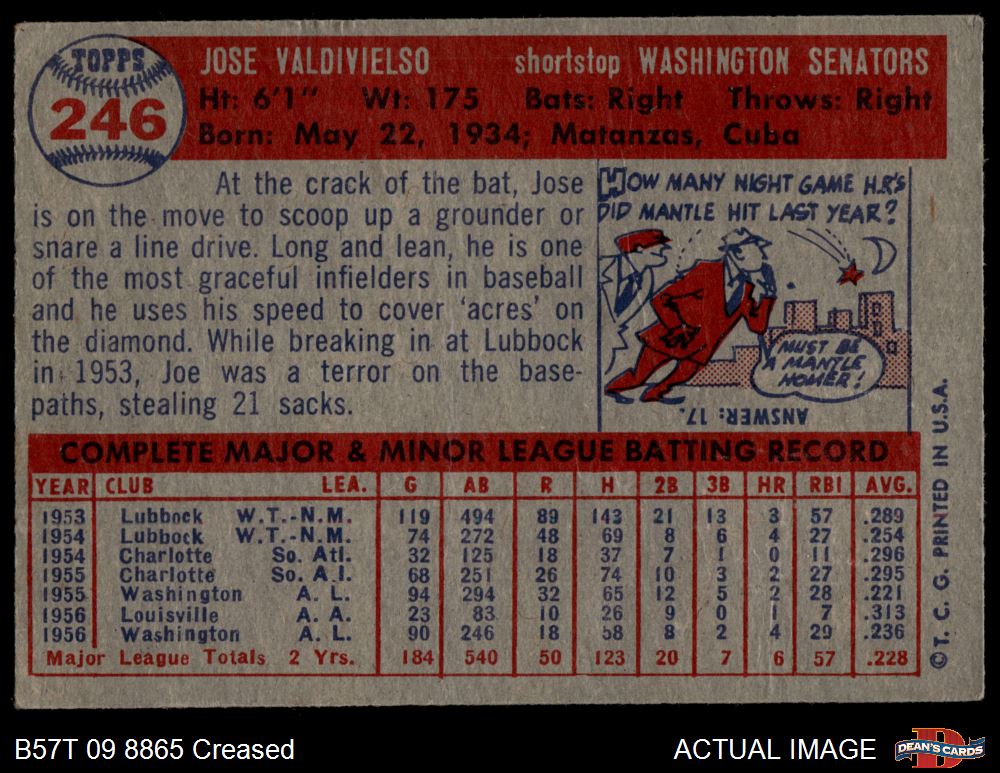 TOPPS
246
JOSE VALDIVIELSO shortstop WASHINGTON SENATORS
Ht: 6'1" Wt: 175 Bats: Right Throws: Right
Born: May 22, 1934; Matanzas, Cuba
At the crack of the bat, Jose
is on the move to scoop up a grounder or
snare a line drive. Long and lean, he is one
of the most graceful infielders in baseball
and he uses his speed to cover 'acres' on
the diamond. While breaking in at Lubbock
in 1953, Joe was a terror on the base-
paths, stealing 21 sacks.
HOW MANY NIGHT GAME H.R's
DID MANTLE HIT LAST YEAR?
MUST BE
A MANTLE
HOMER!
ANSWER: 17.
COMPLETE MAJOR & MINOR LEAGUE BATTING RECORD
YEAR CLUB LEA. G AB R H 2B 3B HR RBI AVG.
1953 Lubbock W.T.-N.M. 119 494 89 143 21 13 3 57 .289
1954 Lubbock W.T.-N.M. 74 272 48 69 8 6 4 27 .254
1954 Charlotte So. Atl. 32 125 18 37 7 1 0 11 .296
1955 Charlotte So. A.l. 68 251 26 74 10 3 2 27 .295
1955 Washington A. L. 94 294 32 65 12 5 2 28 .221
1956 Louisville A. A. 23 83 10 26 9 0 1 7 .313
1956 Washington A. L. 90 246 18 58 8 2 4 29 .236
Major League Totals 2 Yrs. 184 540 50 123 20 7 6 57 .228
© T. C. G. PRINTED IN U.S.A.
B57T 09 8865 Creased
ACTUAL IMAGE
D
DEAN'S CARDS